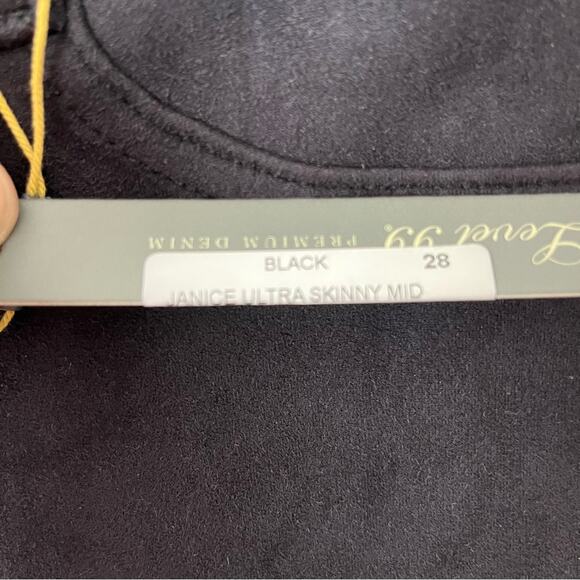 Level 99®
PREMIUM DENIM
BLACK 28
JANICE ULTRA SKINNY MID